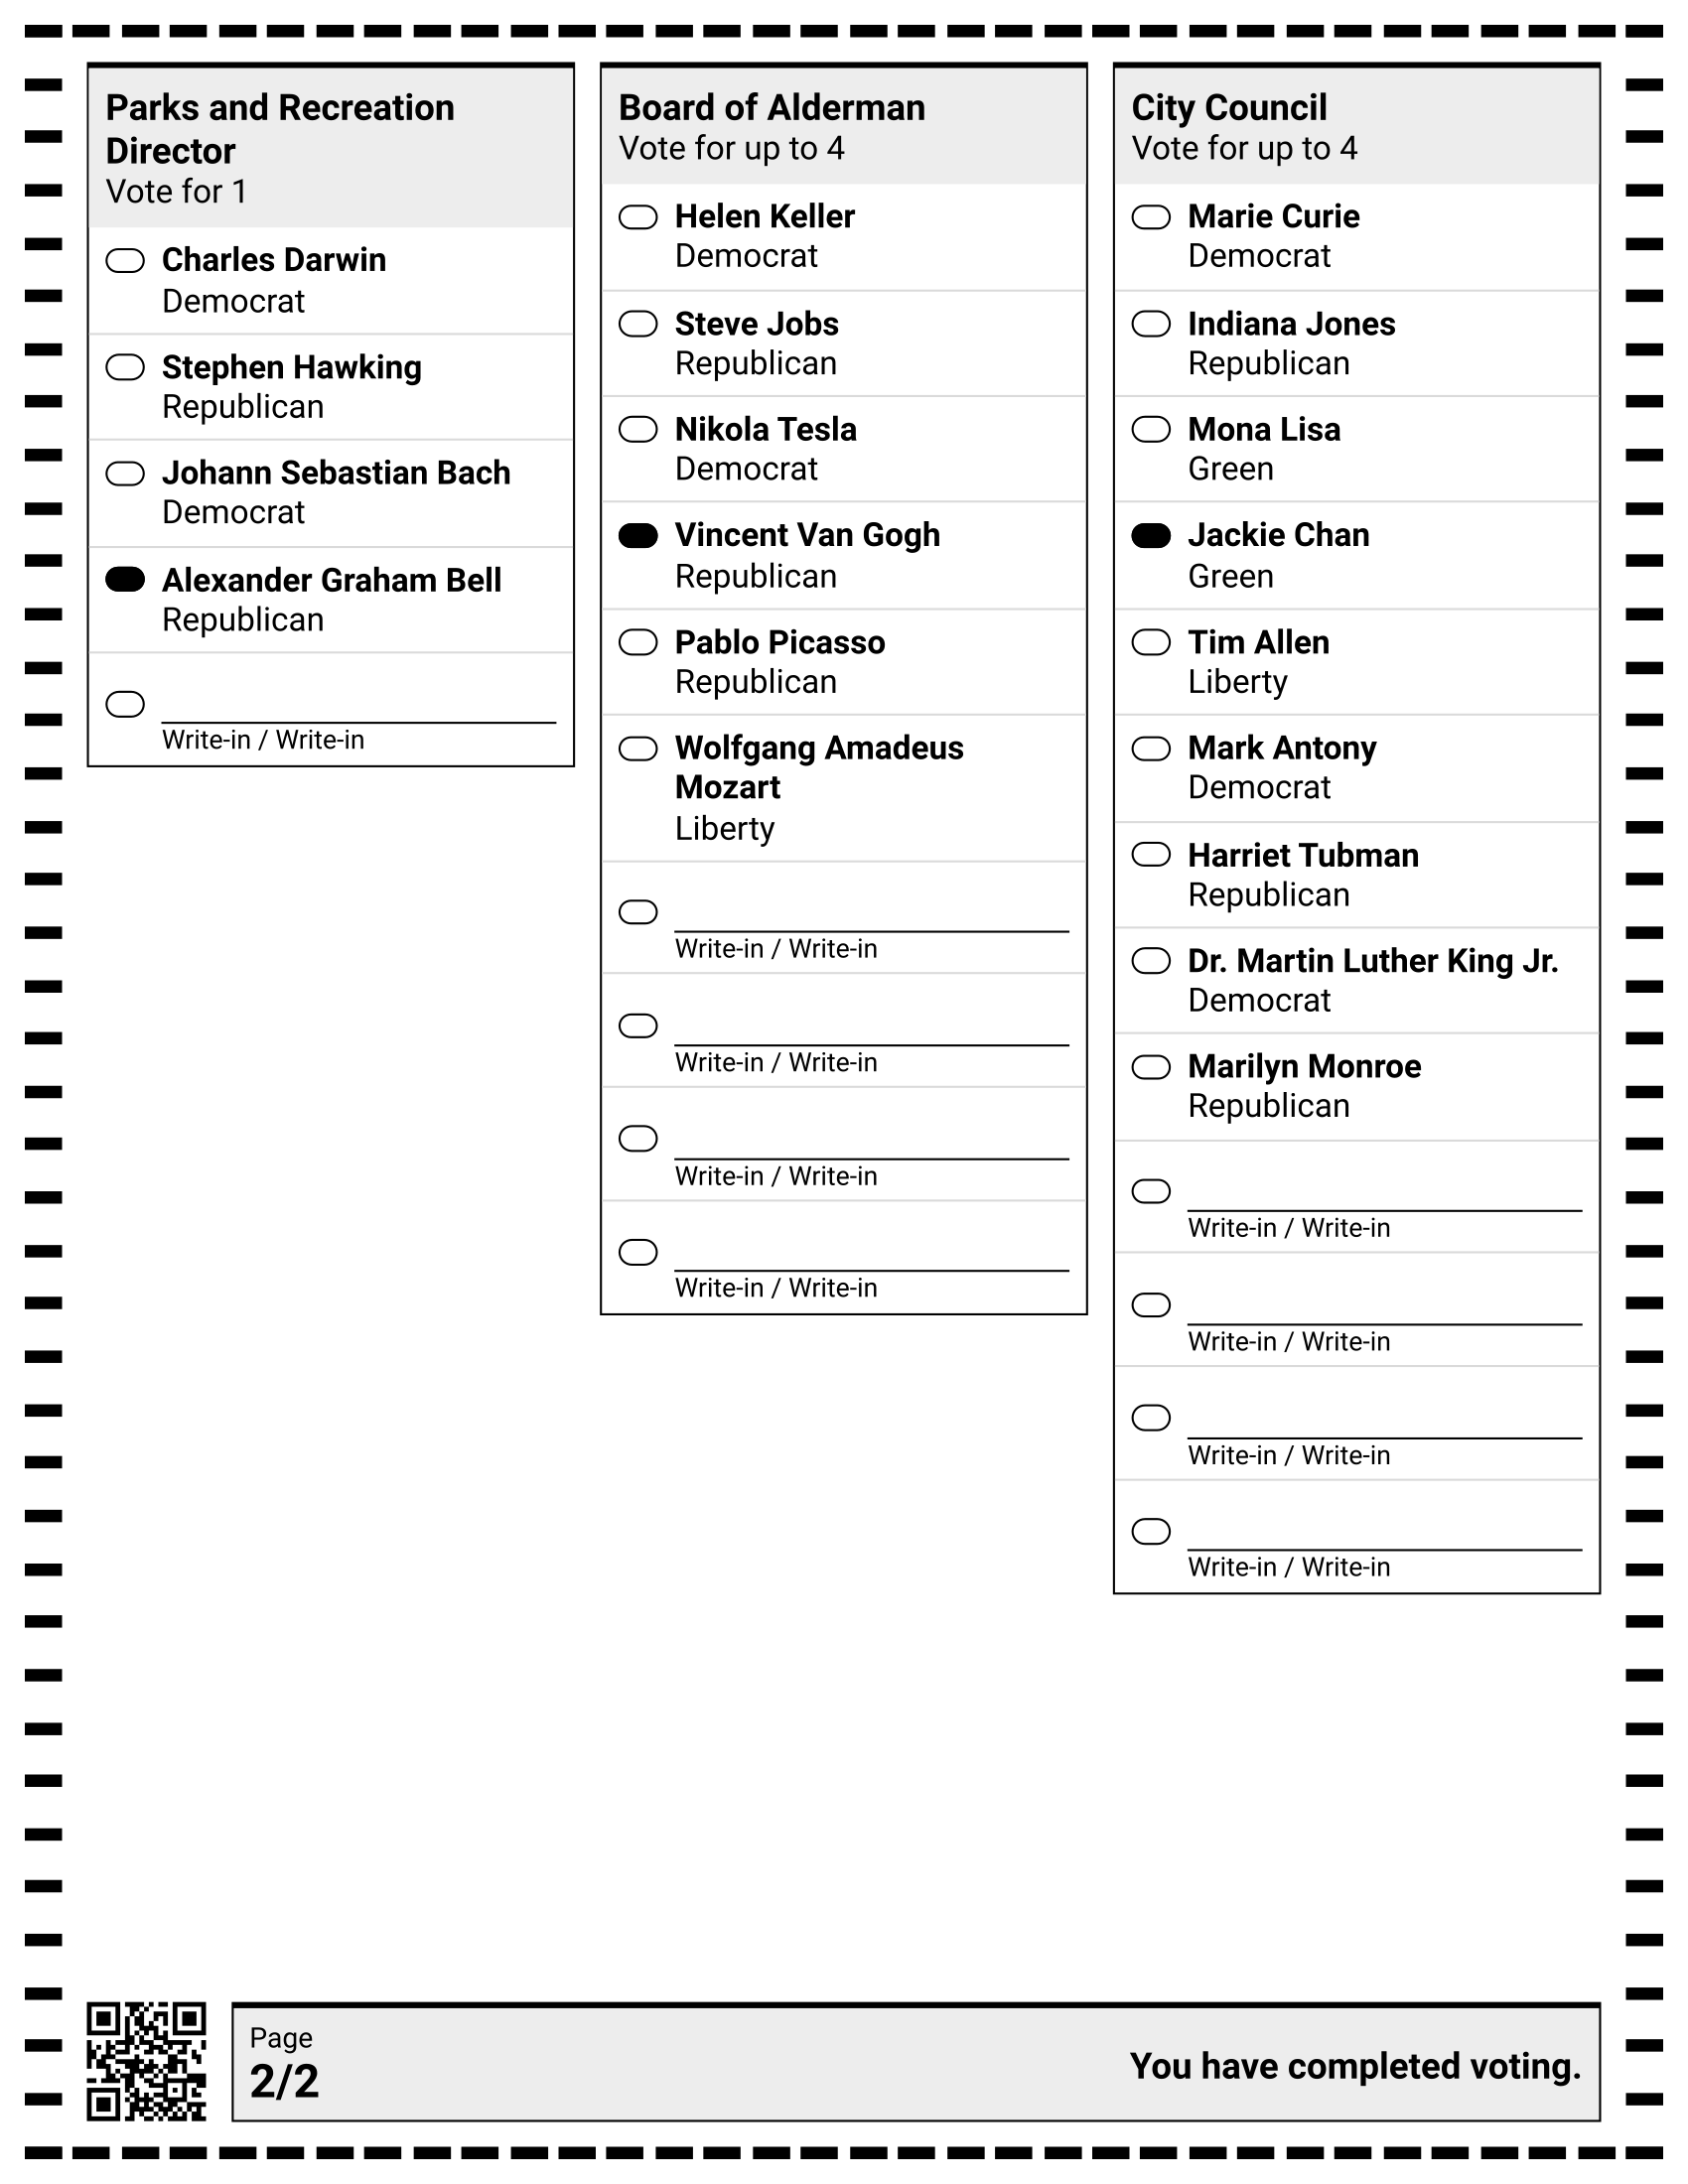 Parks and Recreation
Director
Vote for 1
Charles Darwin
Democrat
Stephen Hawking
Republican
Johann Sebastian Bach
Democrat
Alexander Graham Bell
Republican
Write-in / Write-in
Board of Alderman
Vote for up to 4
Helen Keller
Democrat
Steve Jobs
Republican
Nikola Tesla
Democrat
Vincent Van Gogh
Republican
Pablo Picasso
Republican
Wolfgang Amadeus
Mozart
Liberty
Write-in / Write-in
Write-in / Write-in
Write-in / Write-in
Write-in / Write-in
City Council
Vote for up to 4
Marie Curie
Democrat
Indiana Jones
Republican
Mona Lisa
Green
Jackie Chan
Green
Tim Allen
Liberty
Mark Antony
Democrat
Harriet Tubman
Republican
Dr. Martin Luther King Jr.
Democrat
Marilyn Monroe
Republican
Write-in / Write-in
Write-in / Write-in
Write-in / Write-in
Write-in / Write-in
Page
2/2
You have completed voting.